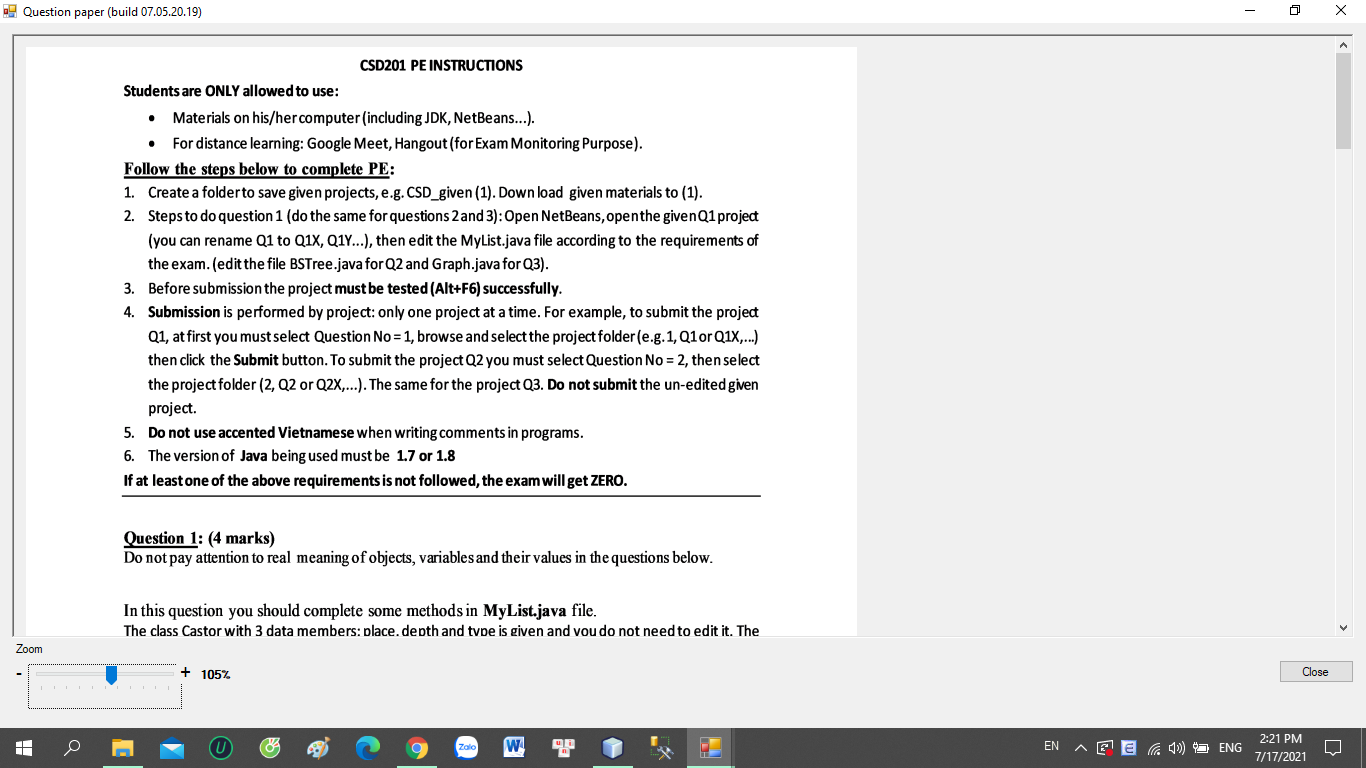 Question paper (build 07.05.20.19)
CSD201 PE INSTRUCTIONS
Students are ONLY allowed to use:
• Materials on his/her computer (including JDK, NetBeans...).
• For distance learning: Google Meet, Hangout (for Exam Monitoring Purpose).
Follow the steps below to complete PE:
1. Create a folder to save given projects, e.g. CSD_given (1). Down load given materials to (1).
2. Steps to do question 1 (do the same for questions 2 and 3): Open NetBeans, open the given Q1 project
(you can rename Q1 to Q1X, Q1Y...), then edit the MyList.java file according to the requirements of
the exam. (edit the file BSTree.java for Q2 and Graph.java for Q3).
3. Before submission the project must be tested (Alt+F6) successfully.
4. Submission is performed by project: only one project at a time. For example, to submit the project
Q1, at first you must select Question No = 1, browse and select the project folder (e.g. 1, Q1 or Q1X,...)
then click the Submit button. To submit the project Q2 you must select Question No = 2, then select
the project folder (2, Q2 or Q2X,...). The same for the project Q3. Do not submit the un-edited given
project.
5. Do not use accented Vietnamese when writing comments in programs.
6. The version of Java being used must be 1.7 or 1.8
If at least one of the above requirements is not followed, the exam will get ZERO.
Question 1: (4 marks)
Do not pay attention to real meaning of objects, variables and their values in the questions below.
In this question you should complete some methods in MyList.java file.
The class Castor with 3 data members: place, depth and type is given and you do not need to edit it. The
Zoom
- + 105%
Close
Zalo
EN
ENG
2:21 PM
7/17/2021